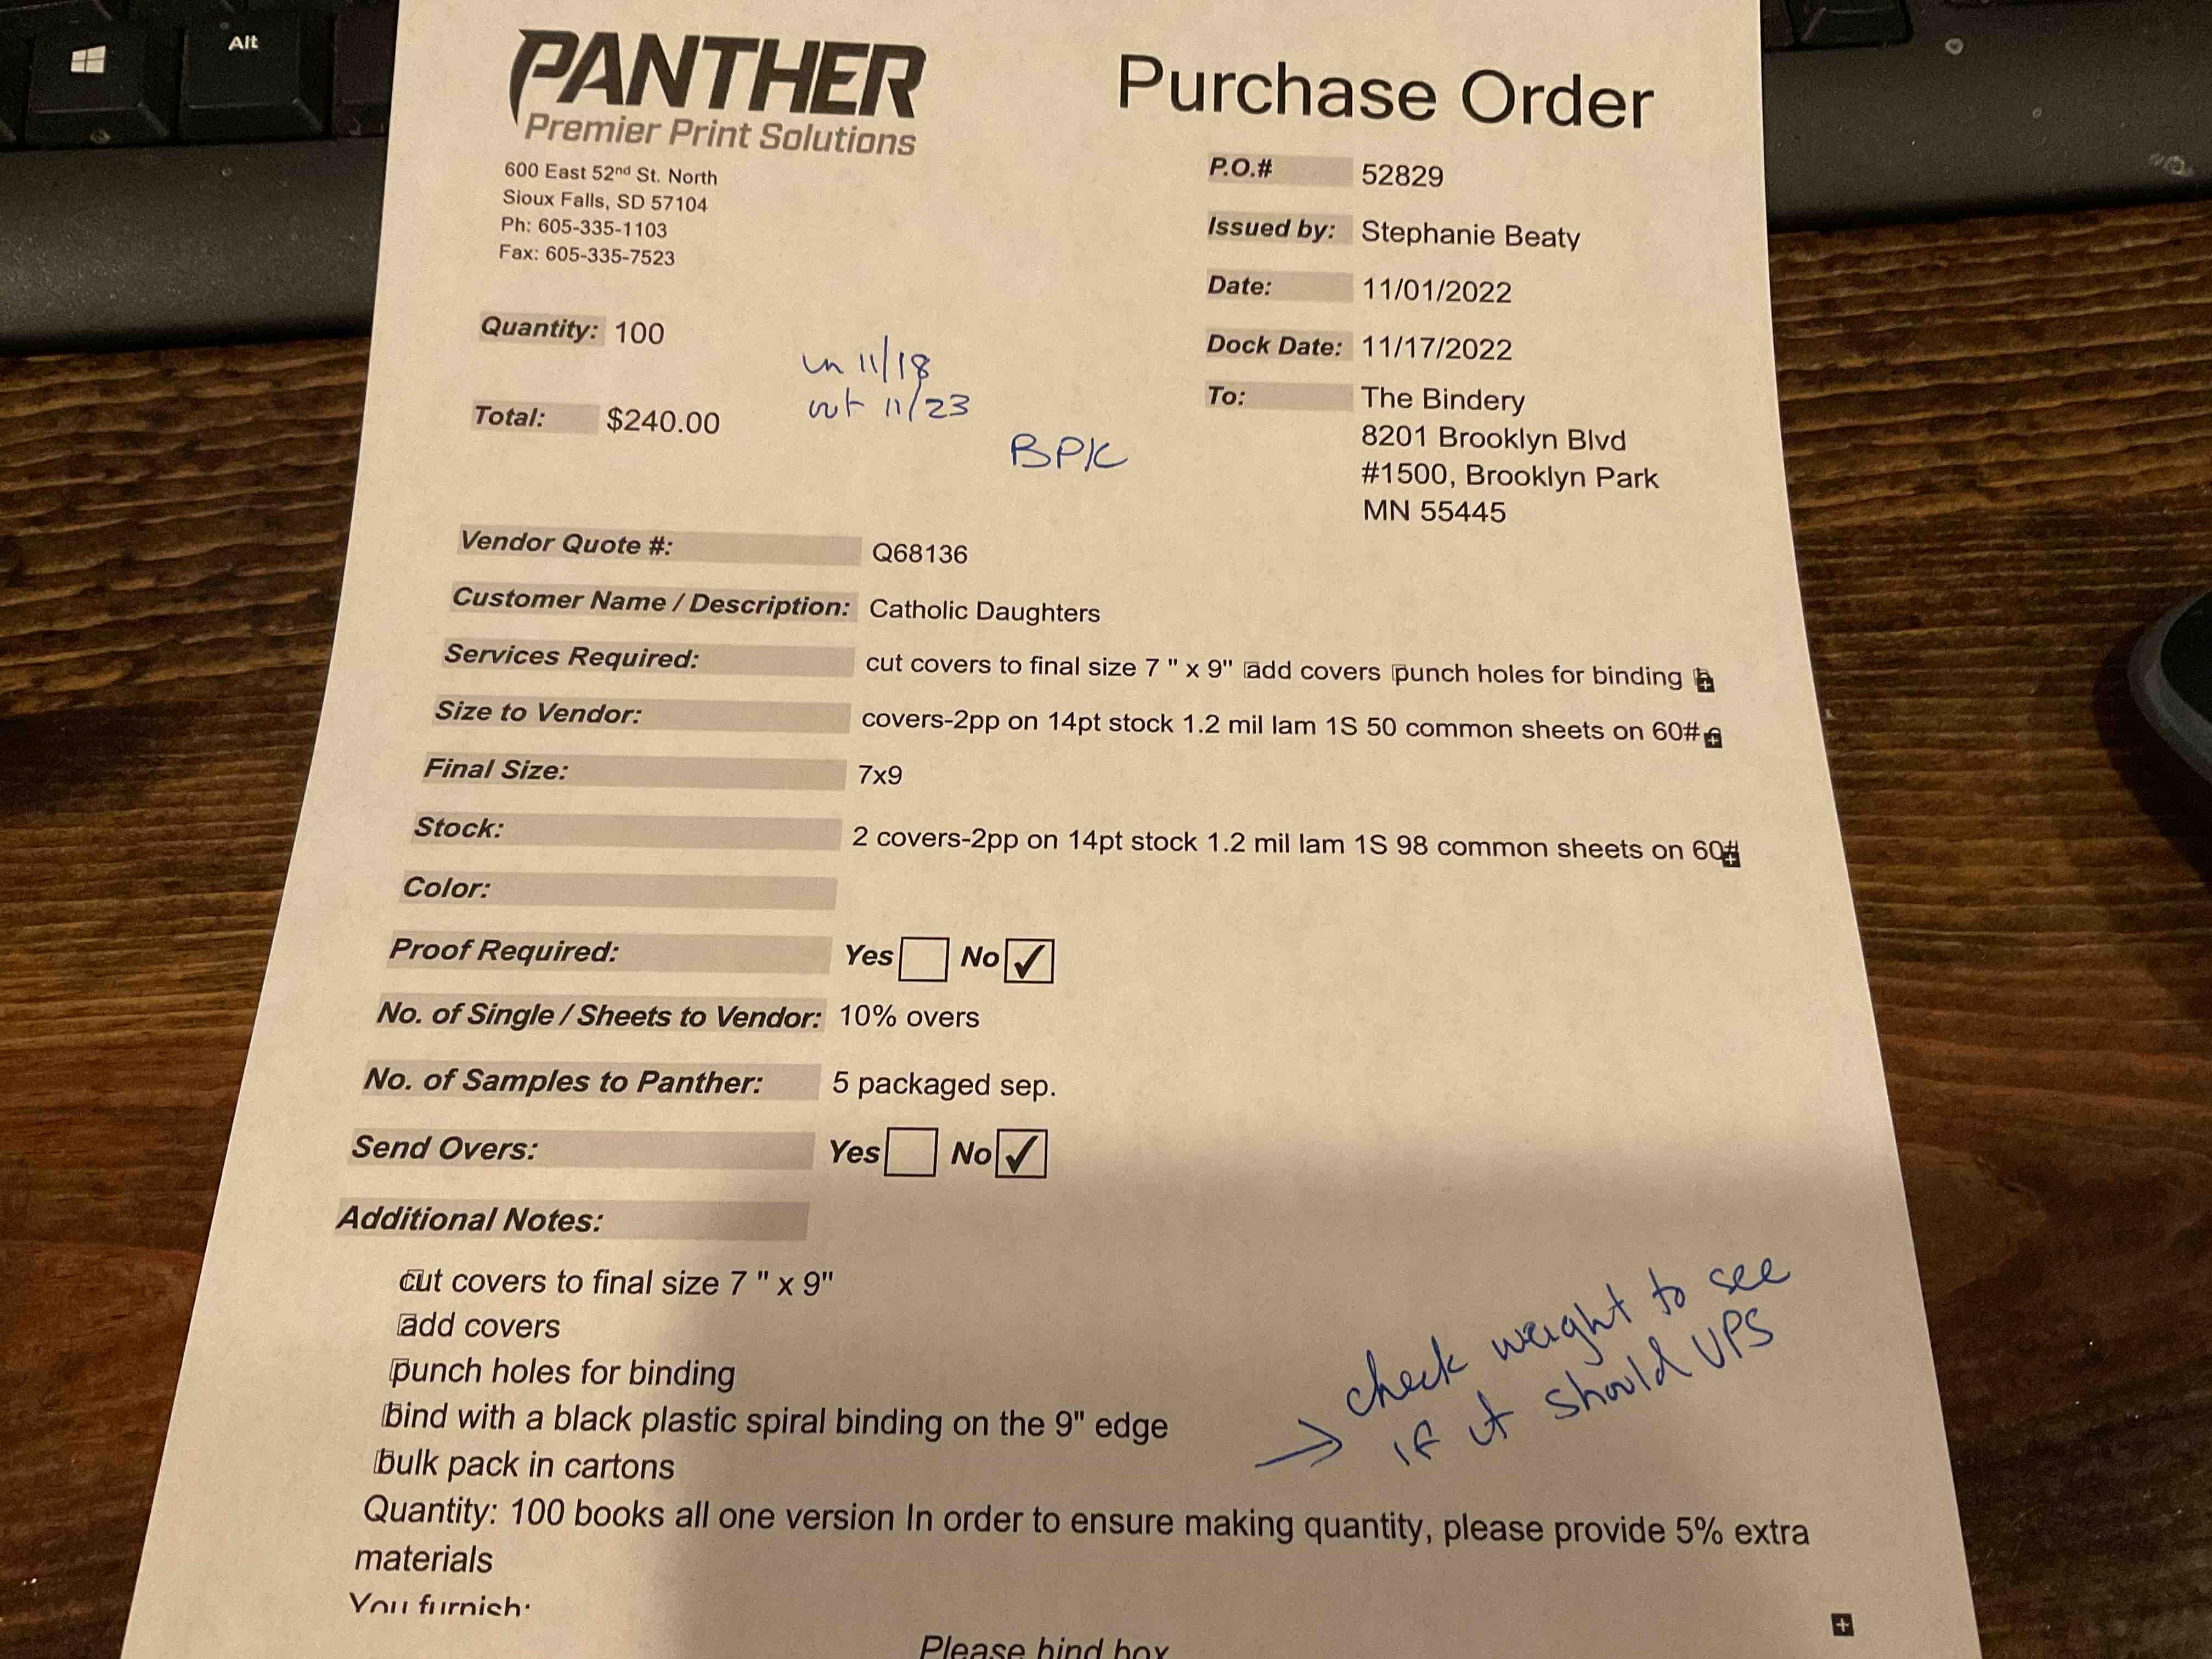 Alt
PANTHER
Premier Print Solutions
600 East 52nd St. North
Sioux Falls, SD 57104
Ph: 605-335-1103
Fax: 605-335-7523
Purchase Order
P.O.# 52829
Issued by: Stephanie Beaty
Date: 11/01/2022
Dock Date: 11/17/2022
To: The Bindery
8201 Brooklyn Blvd
#1500, Brooklyn Park
MN 55445
Quantity: 100
Total: $240.00
in 11/18
out 11/23
BPK
Vendor Quote #: Q68136
Customer Name / Description: Catholic Daughters
Services Required: cut covers to final size 7 " x 9" add covers punch holes for binding
Size to Vendor: covers-2pp on 14pt stock 1.2 mil lam 1S 50 common sheets on 60#
Final Size: 7x9
Stock: 2 covers-2pp on 14pt stock 1.2 mil lam 1S 98 common sheets on 60#
Color:
Proof Required: Yes No ✓
No. of Single / Sheets to Vendor: 10% overs
No. of Samples to Panther: 5 packaged sep.
Send Overs: Yes No ✓
Additional Notes:
cut covers to final size 7 " x 9"
add covers
punch holes for binding
bind with a black plastic spiral binding on the 9" edge
bulk pack in cartons
→ check weight to see
if it should UPS
Quantity: 100 books all one version In order to ensure making quantity, please provide 5% extra
materials
You furnish:
Please bind box